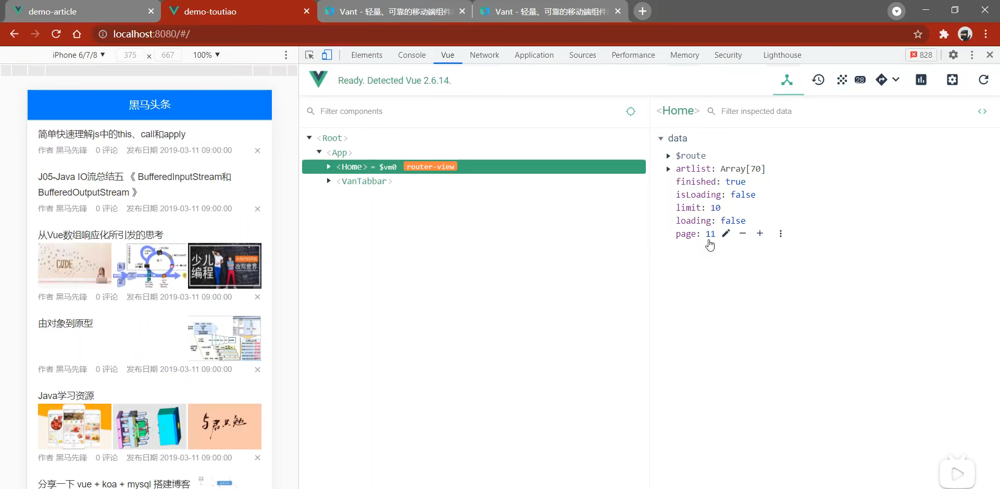 demo-article
demo-toutiao
Vant - 轻量、可靠的移动端组件
Vant - 轻量、可靠的移动端组件
localhost:8080/#/
iPhone 6/7/8 ▼ 375 × 667 100% ▼
Elements Console Vue Network Application Sources Performance Memory Security Lighthouse 828
Ready. Detected Vue 2.6.14.
28
Filter components
<Home> Filter inspected data
<Root>
<App>
<Home> = $vm0 router-view
<VanTabbar>
data
$route
artlist: Array[70]
finished: true
isLoading: false
limit: 10
loading: false
page: 11
黑马头条
简单快速理解js中的this、call和apply
作者 黑马先锋 0 评论 发布日期 2019-03-11 09:00:00
J05-Java IO流总结五 《 BufferedInputStream和
BufferedOutputStream 》
作者 黑马先锋 0 评论 发布日期 2019-03-11 09:00:00
从Vue数组响应化所引发的思考
CODE
少儿
编程
改写世界
作者 黑马先锋 0 评论 发布日期 2019-03-11 09:00:00
由对象到原型
作者 黑马先锋 0 评论 发布日期 2019-03-11 09:00:00
Java学习资源
与君共勉
作者 黑马先锋 0 评论 发布日期 2019-03-11 09:00:00
分享一下 vue + koa + mysql 搭建博客